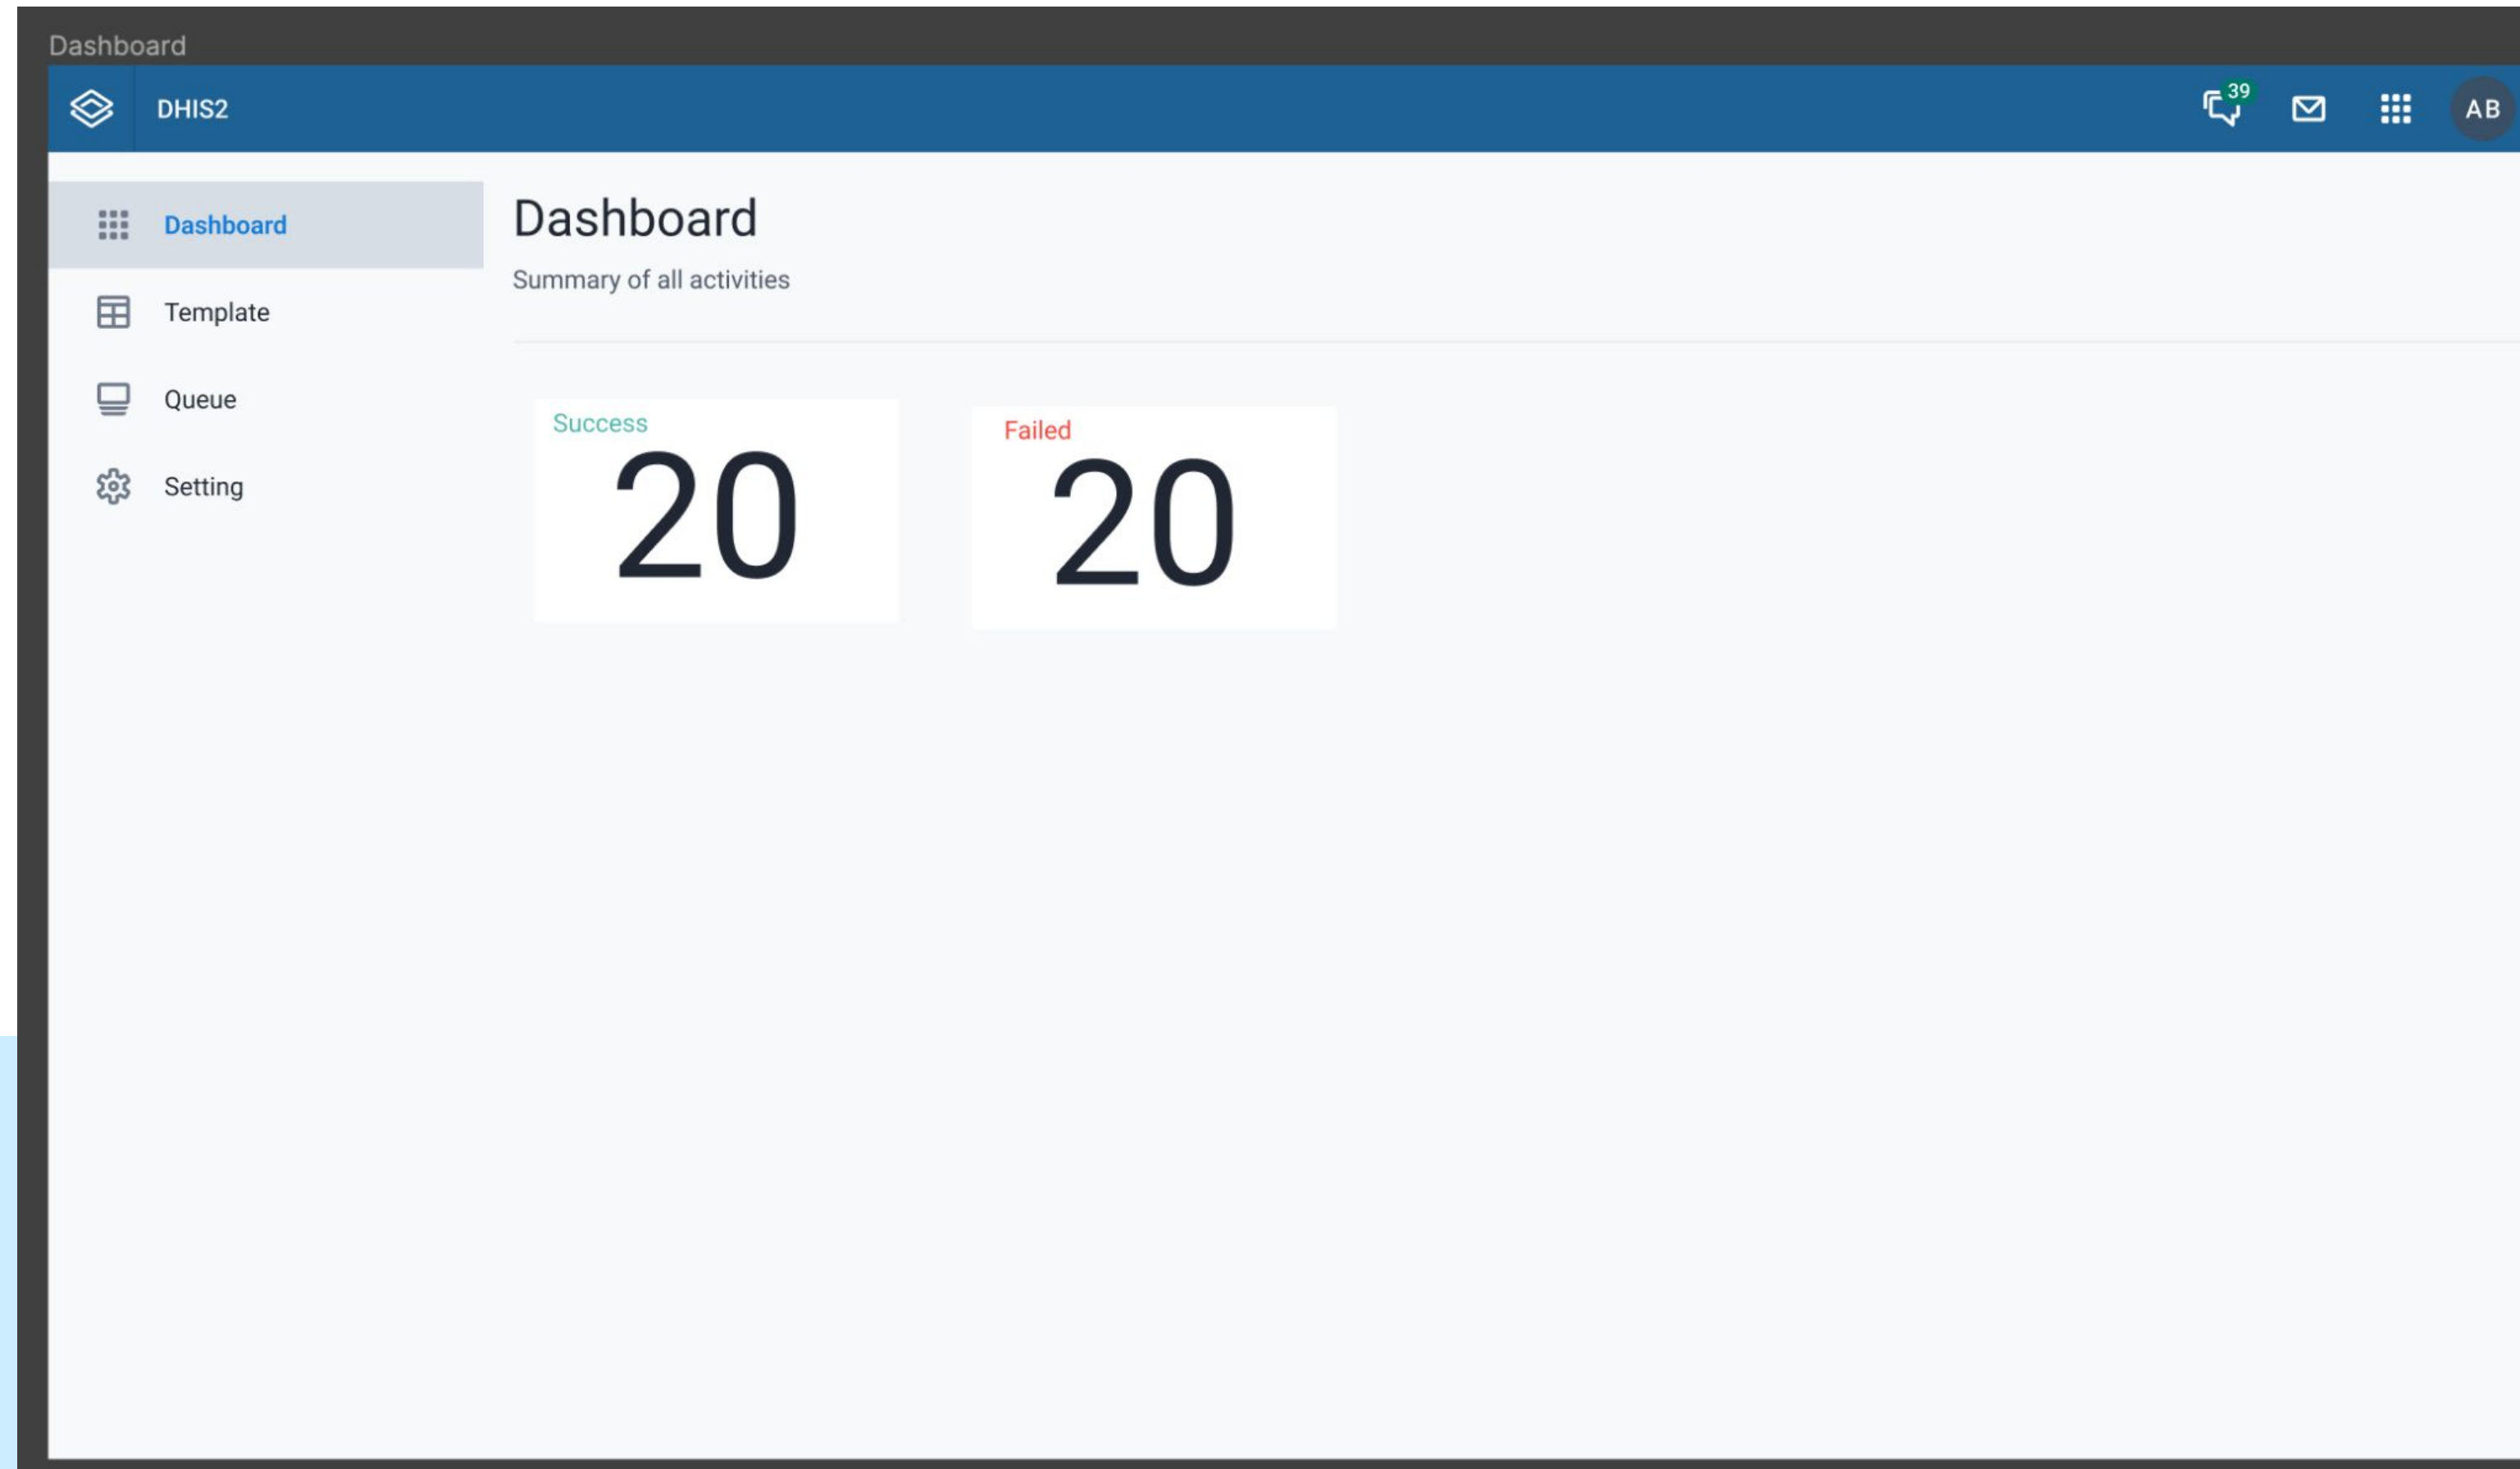 Dashboard
DHIS2
39
AB
Dashboard
Template
Queue
Setting
Dashboard
Summary of all activities
Success
20
Failed
20